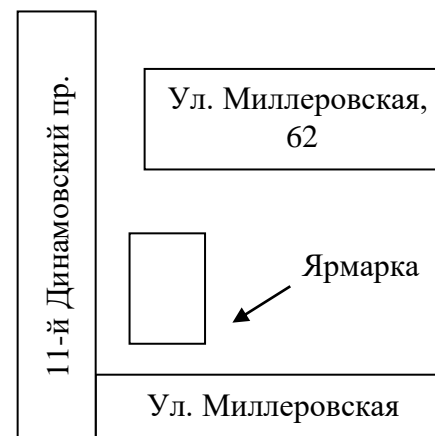 11-й Динамовский пр.
Ул. Миллеровская,
62
Ярмарка
Ул. Миллеровская